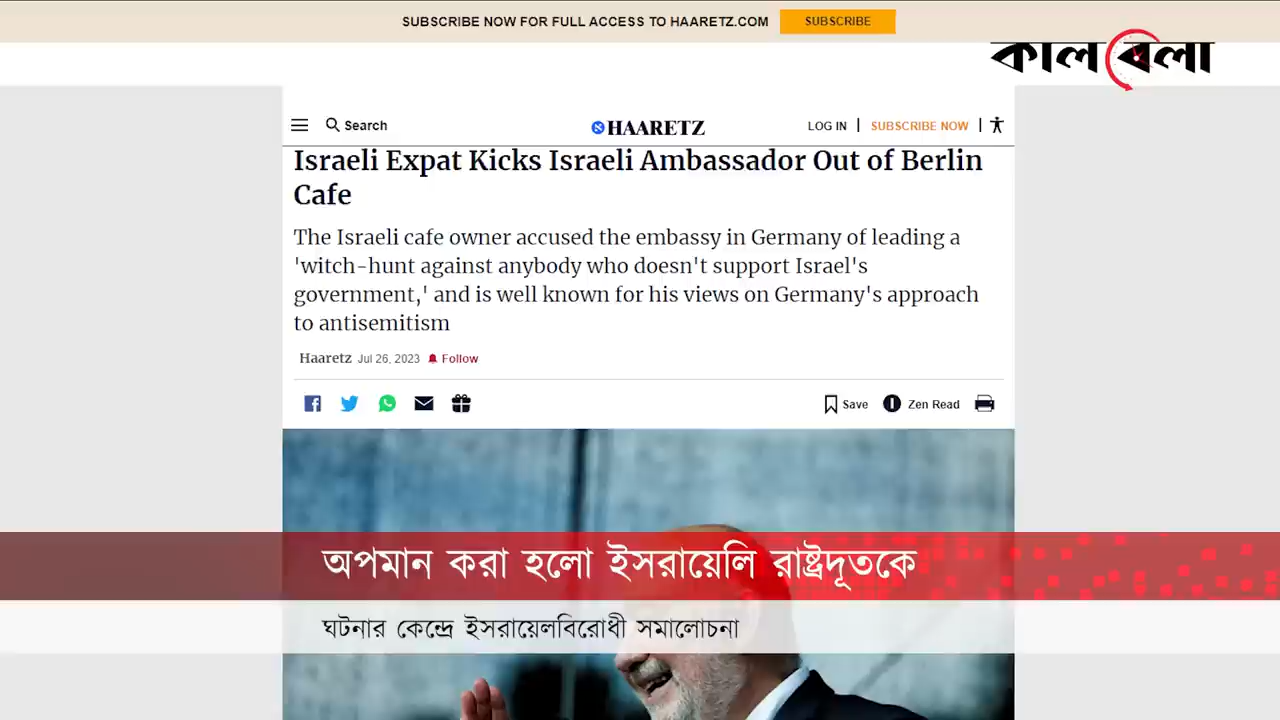 SUBSCRIBE NOW FOR FULL ACCESS TO HAARETZ.COM SUBSCRIBE
কালবেলা
Search HAARETZ LOG IN | SUBSCRIBE NOW |
Israeli Expat Kicks Israeli Ambassador Out of Berlin
Cafe
The Israeli cafe owner accused the embassy in Germany of leading a
'witch-hunt against anybody who doesn't support Israel's
government,' and is well known for his views on Germany's approach
to antisemitism
Haaretz Jul 26, 2023 Follow
Save Zen Read
অপমান করা হলো ইসরায়েলি রাষ্ট্রদূতকে
ঘটনার কেন্দ্রে ইসরায়েলবিরোধী সমালোচনা